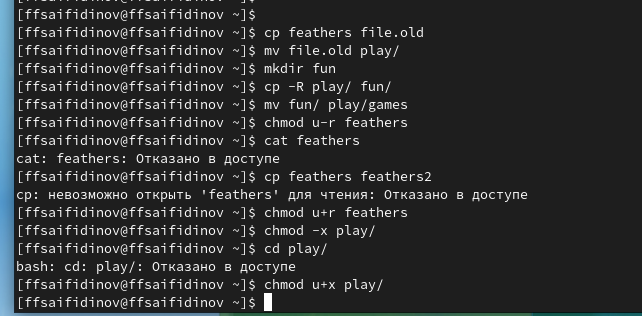 [ffsaifidinov@ffsaifidinov ~]$
[ffsaifidinov@ffsaifidinov ~]$ cp feathers file.old
[ffsaifidinov@ffsaifidinov ~]$ mv file.old play/
[ffsaifidinov@ffsaifidinov ~]$ mkdir fun
[ffsaifidinov@ffsaifidinov ~]$ cp -R play/ fun/
[ffsaifidinov@ffsaifidinov ~]$ mv fun/ play/games
[ffsaifidinov@ffsaifidinov ~]$ chmod u-r feathers
[ffsaifidinov@ffsaifidinov ~]$ cat feathers
cat: feathers: Отказано в доступе
[ffsaifidinov@ffsaifidinov ~]$ cp feathers feathers2
cp: невозможно открыть 'feathers' для чтения: Отказано в доступе
[ffsaifidinov@ffsaifidinov ~]$ chmod u+r feathers
[ffsaifidinov@ffsaifidinov ~]$ chmod -x play/
[ffsaifidinov@ffsaifidinov ~]$ cd play/
bash: cd: play/: Отказано в доступе
[ffsaifidinov@ffsaifidinov ~]$ chmod u+x play/
[ffsaifidinov@ffsaifidinov ~]$